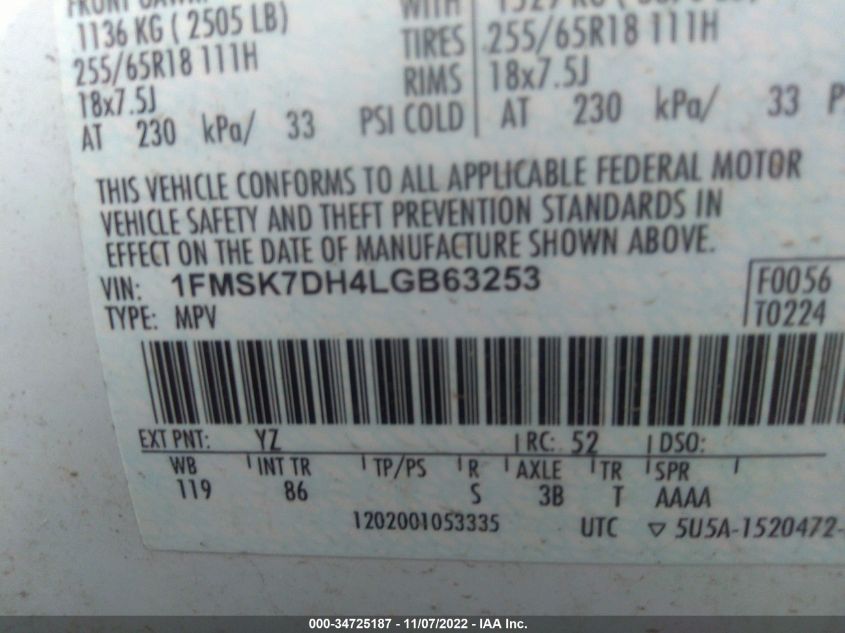 1136 KG ( 2505 LB) WITH
255/65R18 111H TIRES 255/65R18 111H
18x7.5J RIMS 18x7.5J
AT 230 kPa/ 33 PSI COLD AT 230 kPa/ 33
THIS VEHICLE CONFORMS TO ALL APPLICABLE FEDERAL MOTOR
VEHICLE SAFETY AND THEFT PREVENTION STANDARDS IN
EFFECT ON THE DATE OF MANUFACTURE SHOWN ABOVE.
VIN: 1FMSK7DH4LGB63253 F0056
TYPE: MPV T0224
EXT PNT: YZ RC: 52 DSO:
WB INT TR TP/PS R AXLE TR SPR
119 86 S 3B T AAAA
1202001053335 UTC ▽ 5U5A-1520472-
000-34725187 - 11/07/2022 - IAA Inc.